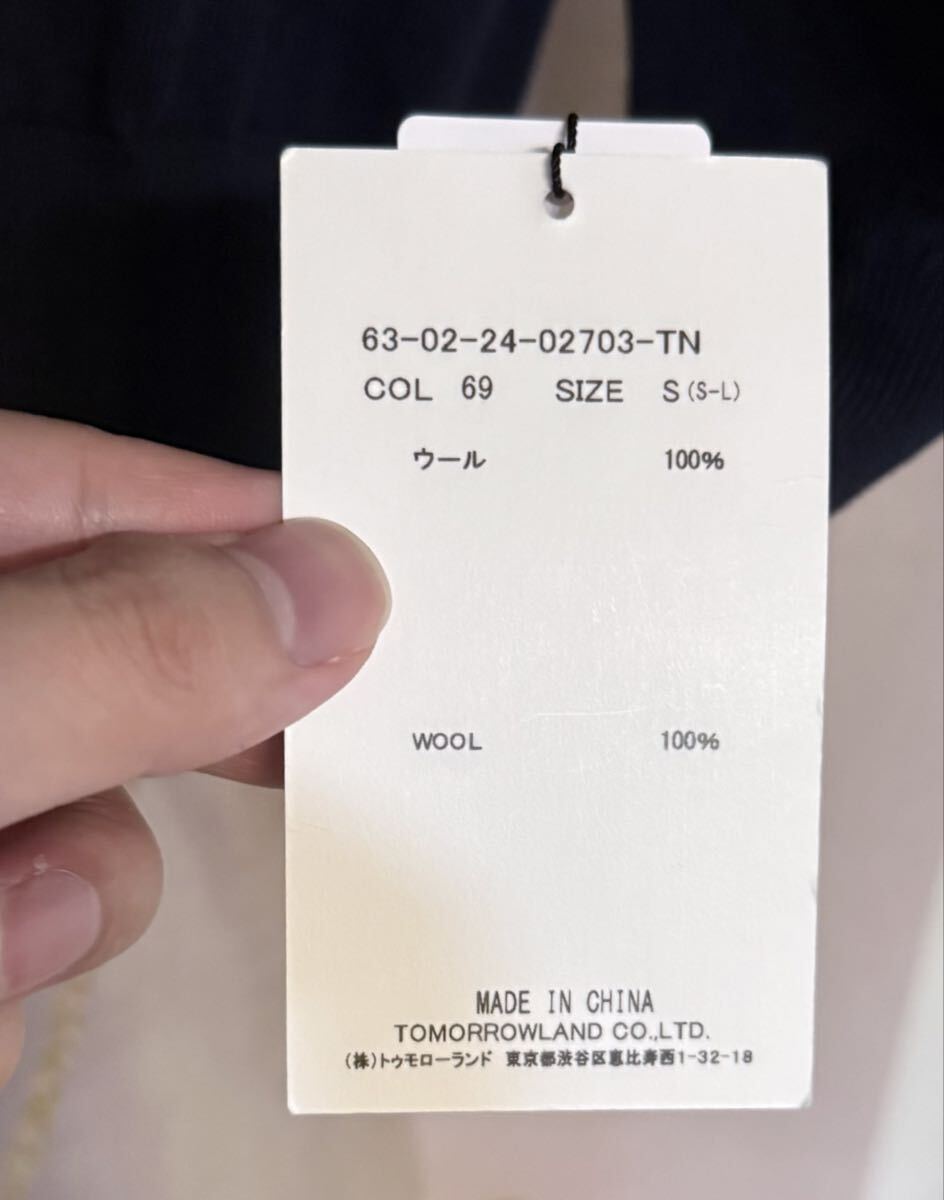 63-02-24-02703-TN
COL 69 SIZE S (S-L)
ウール 100%
WOOL 100%
MADE IN CHINA
TOMORROWLAND CO.,LTD.
(株)トゥモローランド 東京都渋谷区恵比寿西1-32-18